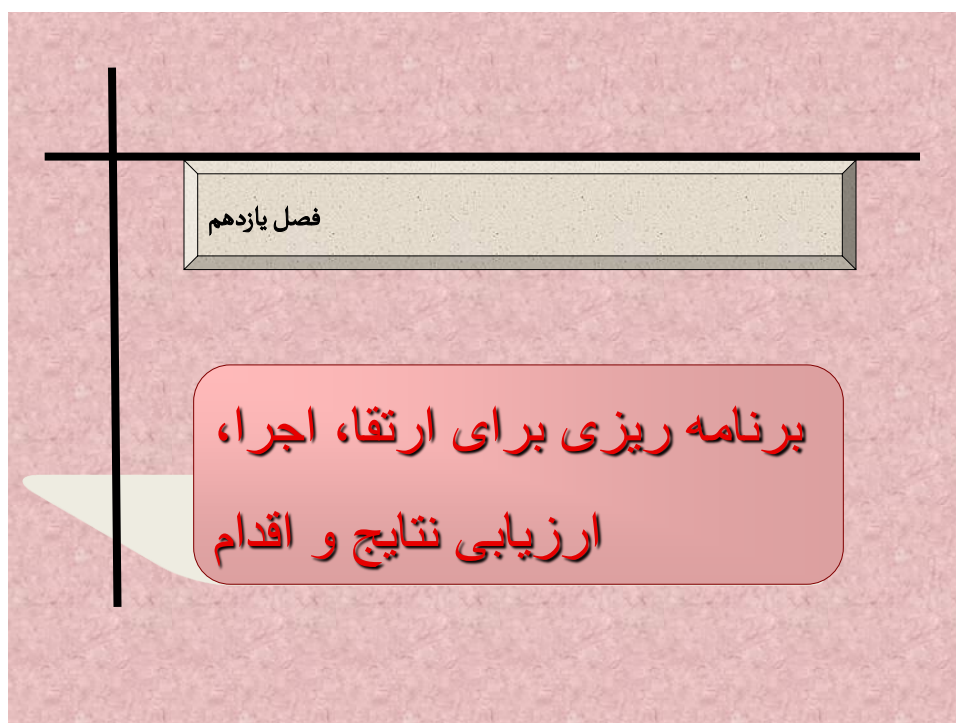 فصل یازدهم
برنامه ریزی برای ارتقا، اجرا،
ارزیابی نتایج و اقدام